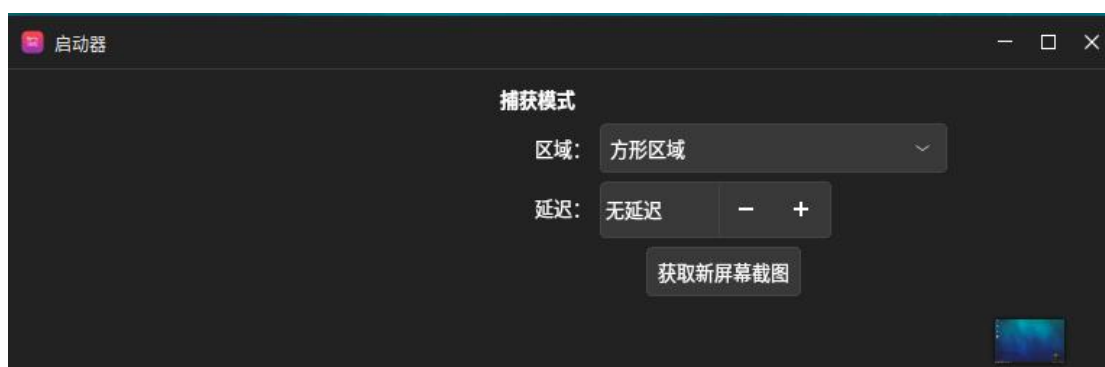 启动器
捕获模式
区域： 方形区域
延迟： 无延迟 − +
获取新屏幕截图